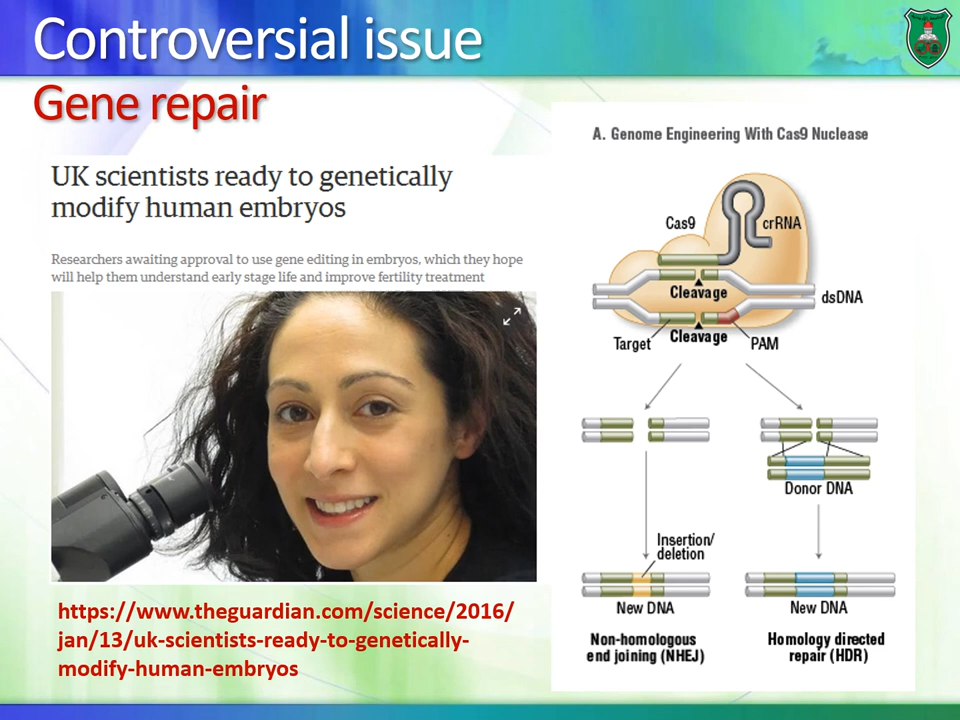 Controversial issue
Gene repair
UK scientists ready to genetically
modify human embryos
Researchers awaiting approval to use gene editing in embryos, which they hope
will help them understand early stage life and improve fertility treatment
https://www.theguardian.com/science/2016/
jan/13/uk-scientists-ready-to-genetically-
modify-human-embryos
A. Genome Engineering With Cas9 Nuclease
Cas9
crRNA
Cleavage
dsDNA
Target
Cleavage
PAM
Donor DNA
Insertion/
deletion
New DNA
New DNA
Non-homologous
end joining (NHEJ)
Homology directed
repair (HDR)